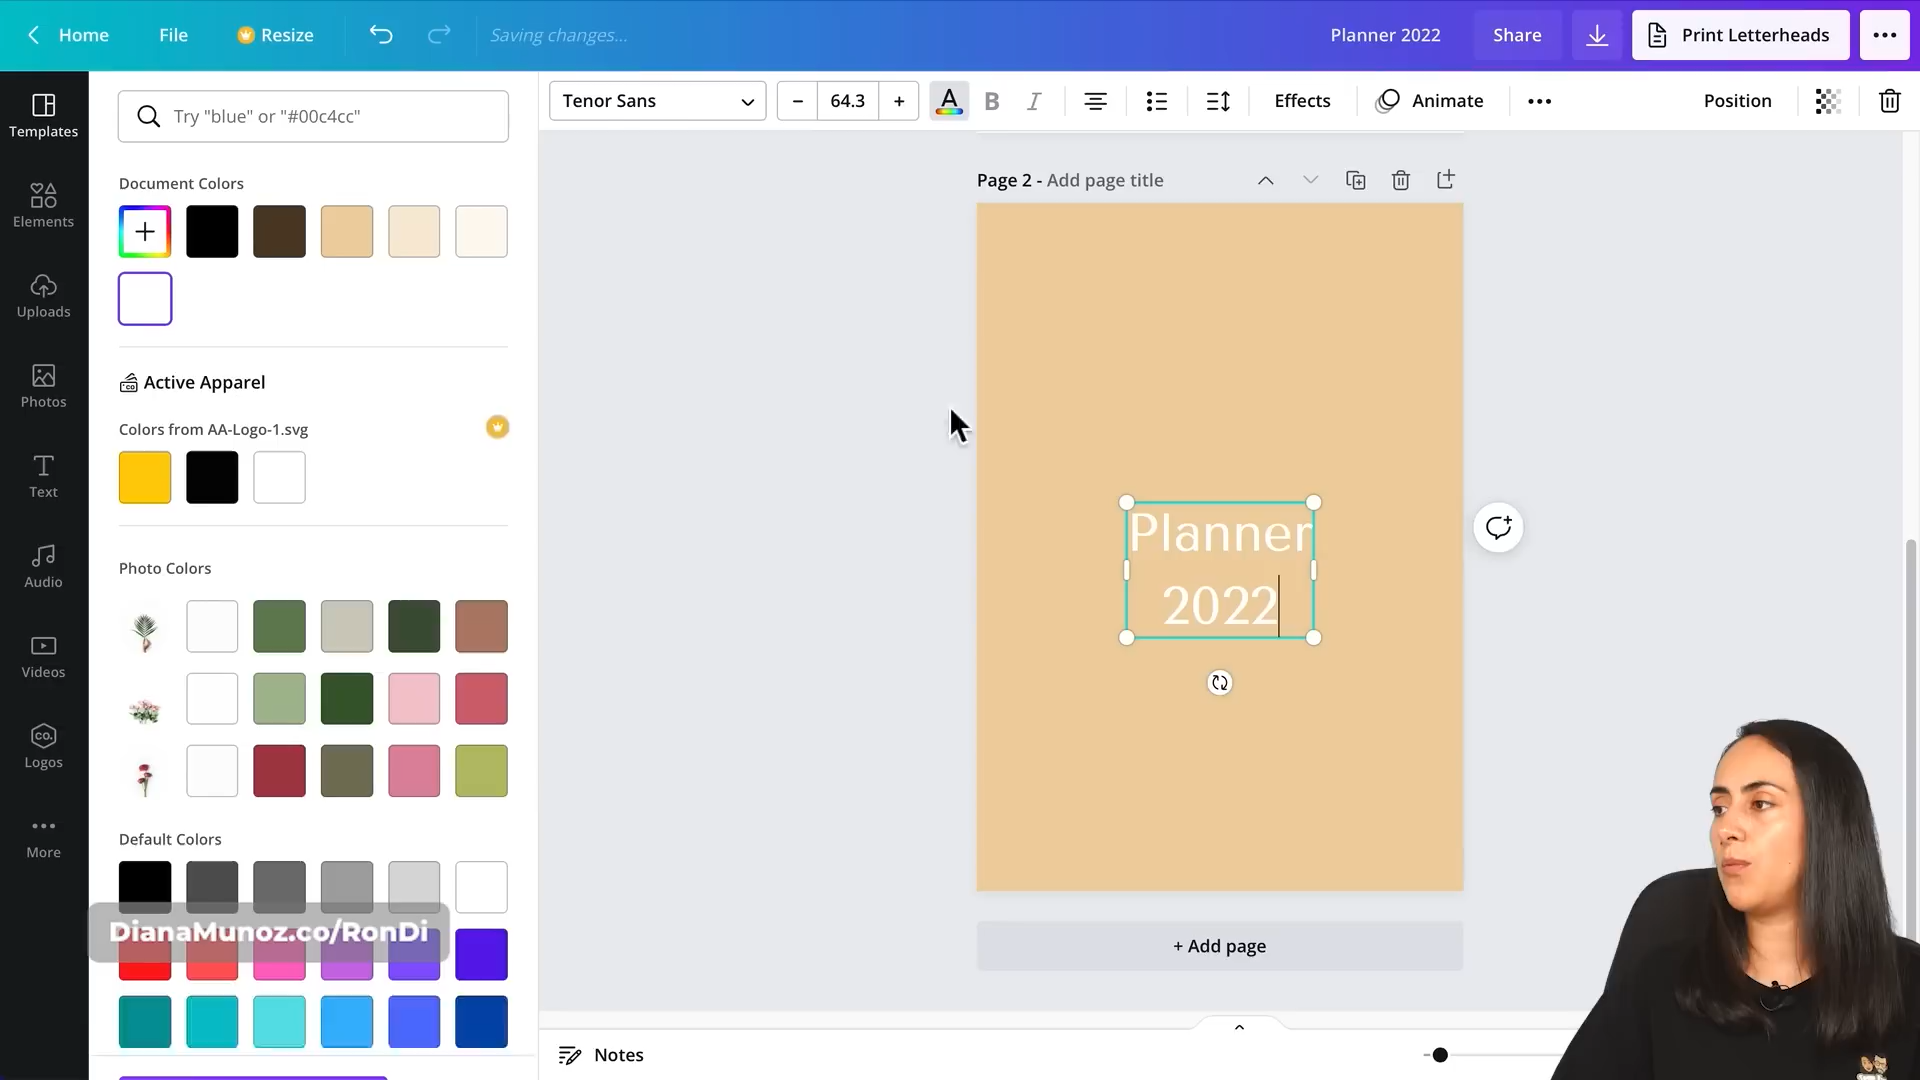 Home
File
Resize
Saving changes...
Planner 2022
Share
Print Letterheads
Templates
Elements
Uploads
Photos
Text
Audio
Videos
CO.
Logos
More
Try "blue" or "#00c4cc"
Document Colors
Active Apparel
Colors from AA-Logo-1.svg
Photo Colors
Default Colors
DianaMunoz.co/RonDi
Tenor Sans
64.3
A
B
I
Effects
Animate
Position
Page 2 - Add page title
Planner
2022
+ Add page
Notes